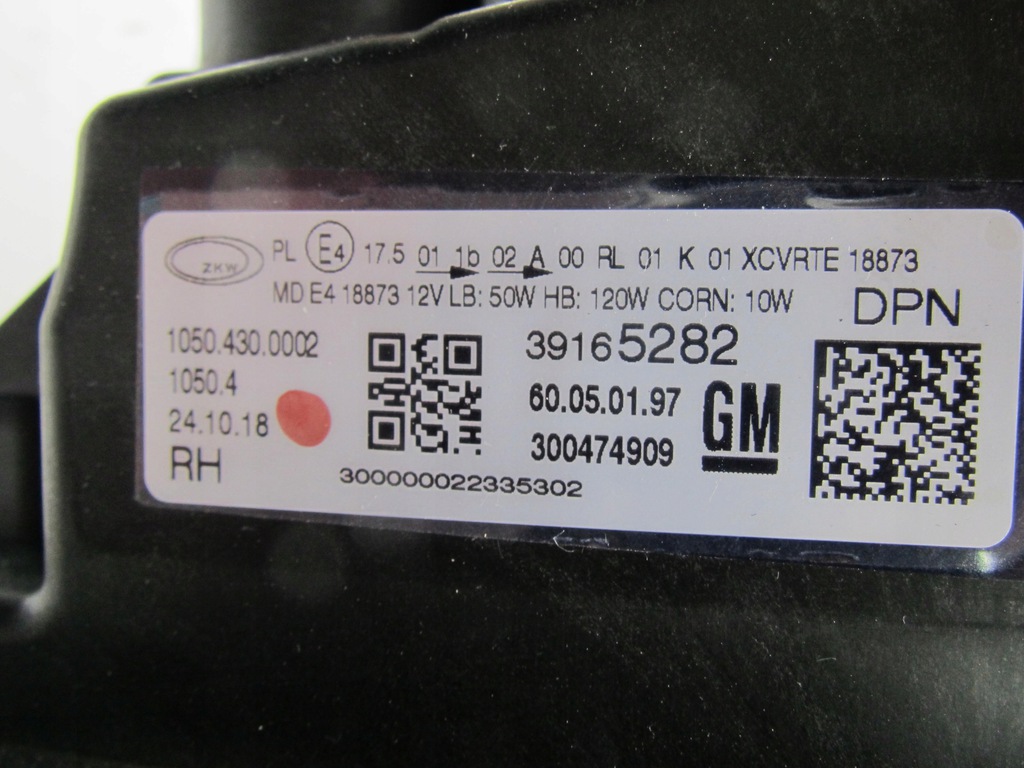 ZKW
PL E4 17.5 01 1b 02 A 00 RL 01 K 01 XCVRTE 18873
MD E4 18873 12V LB: 50W HB: 120W CORN: 10W
DPN
1050.430.0002
1050.4
24.10.18
RH
39165282
60.05.01.97
300474909
GM
300000022335302